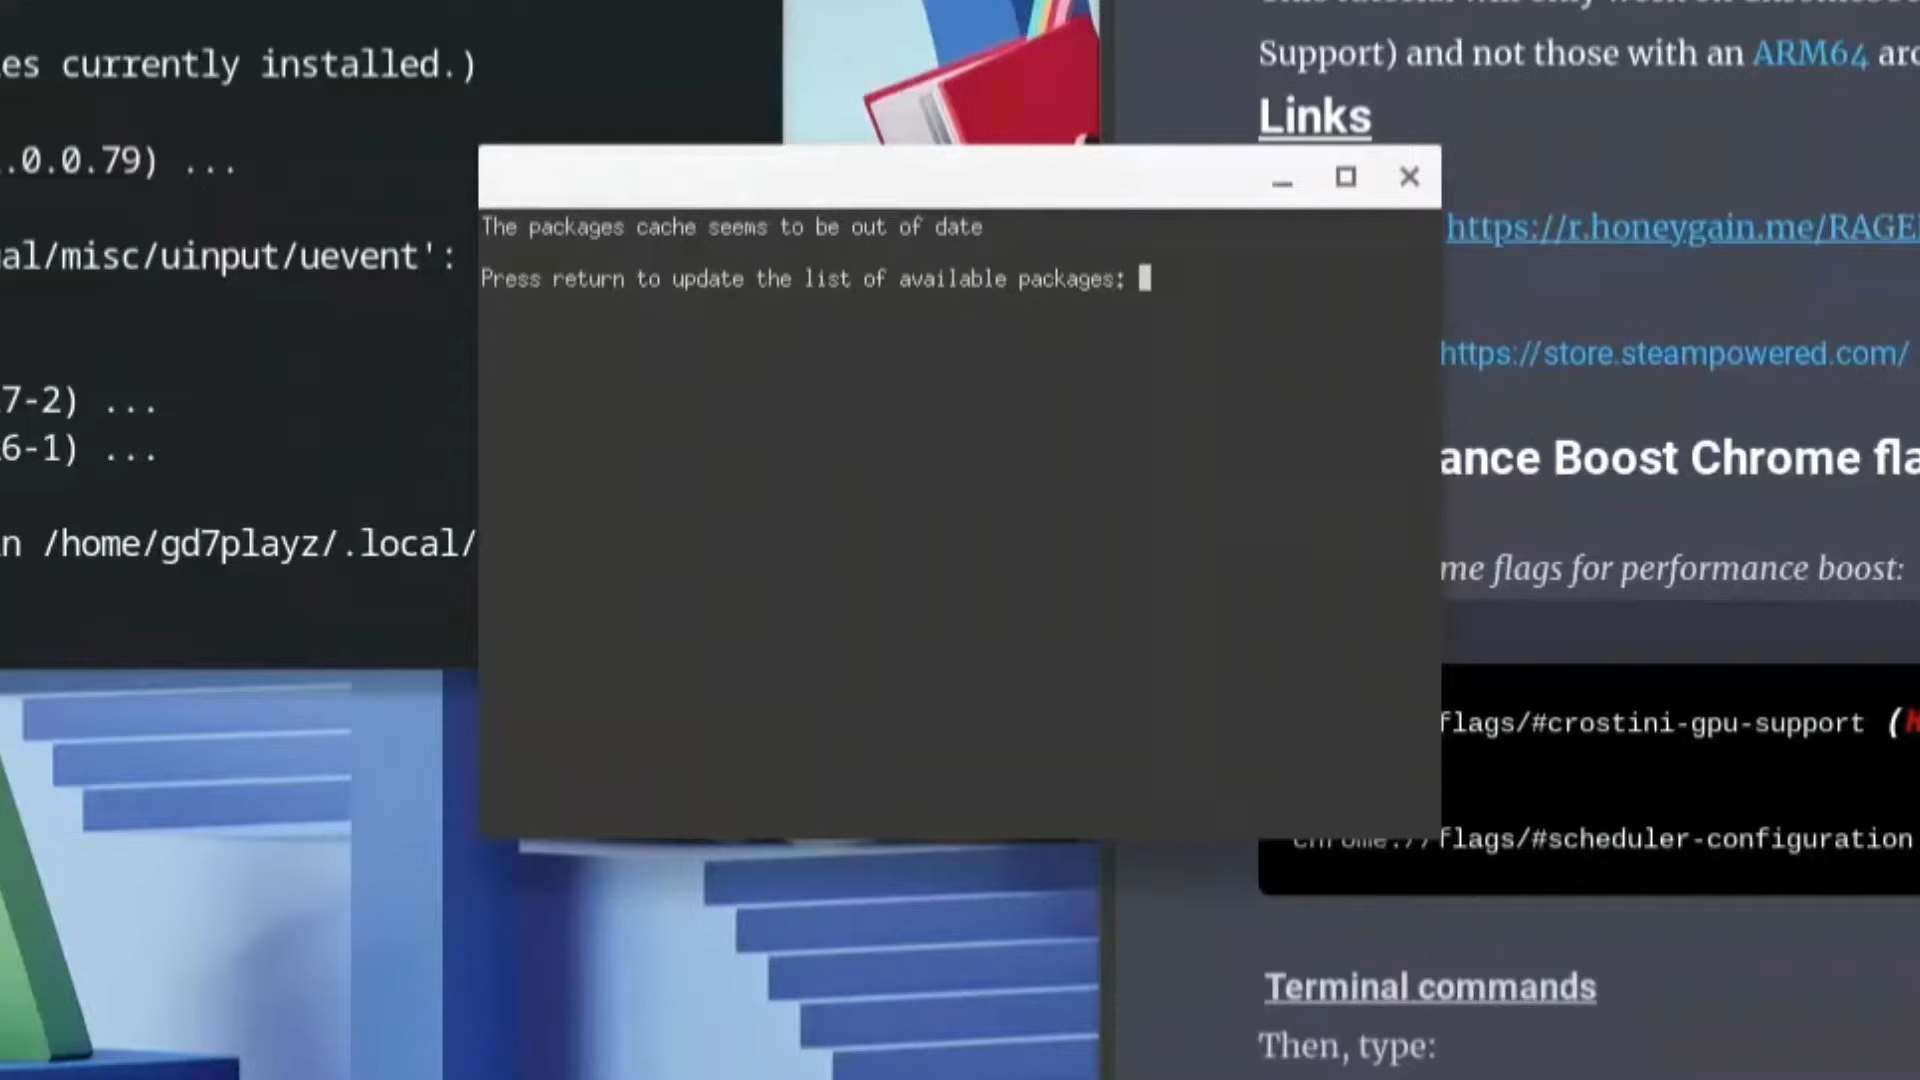 es currently installed.)
.0.0.79) ...
al/misc/uinput/uevent':
7-2) ...
6-1) ...
n /home/gd7playz/.local/
The packages cache seems to be out of date
Press return to update the list of available packages:
Support) and not those with an ARM64 arc
Links
https://r.honeygain.me/RAGE
https://store.steampowered.com/
ance Boost Chrome fla
me flags for performance boost:
flags/#crostini-gpu-support (
chrome://flags/#scheduler-configuration
Terminal commands
Then, type: